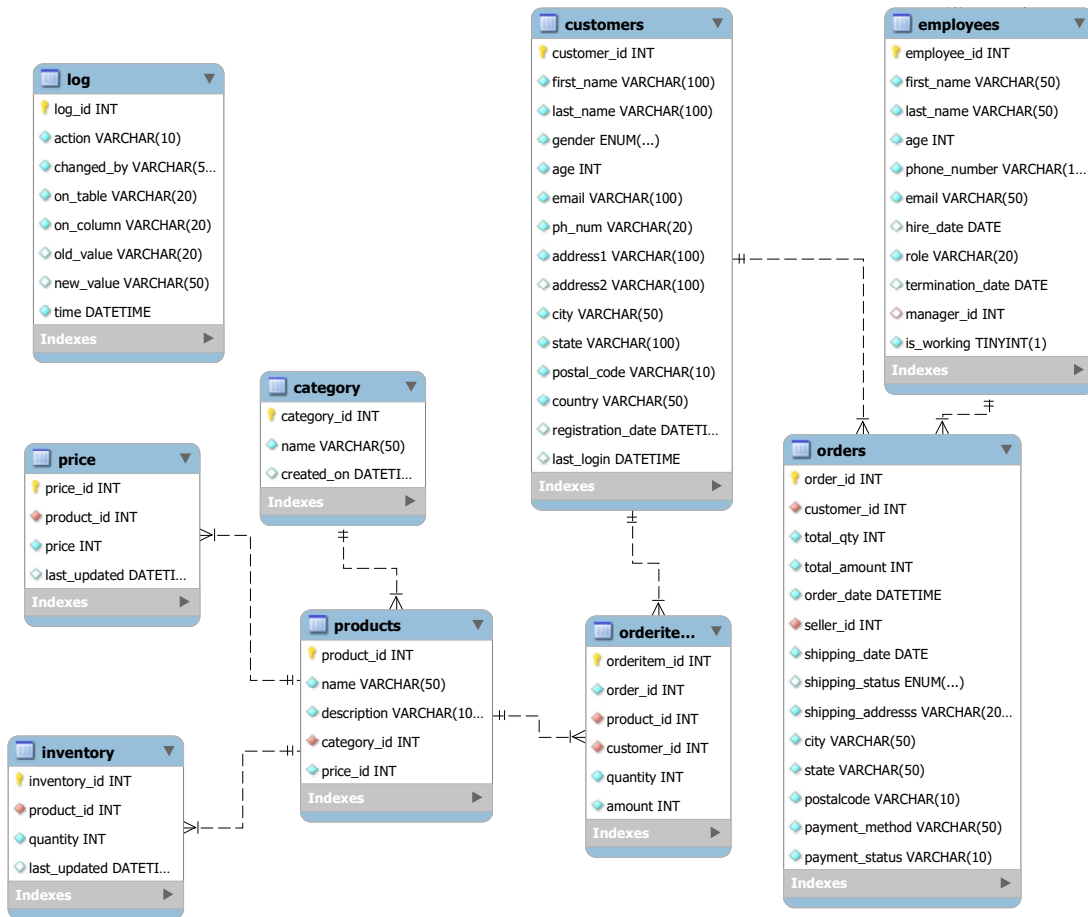 log
log_id INT
action VARCHAR(10)
changed_by VARCHAR(5...
on_table VARCHAR(20)
on_column VARCHAR(20)
old_value VARCHAR(20)
new_value VARCHAR(50)
time DATETIME
Indexes
customers
customer_id INT
first_name VARCHAR(100)
last_name VARCHAR(100)
gender ENUM(...)
age INT
email VARCHAR(100)
ph_num VARCHAR(20)
address1 VARCHAR(100)
address2 VARCHAR(100)
city VARCHAR(50)
state VARCHAR(100)
postal_code VARCHAR(10)
country VARCHAR(50)
registration_date DATETI...
last_login DATETIME
Indexes
employees
employee_id INT
first_name VARCHAR(50)
last_name VARCHAR(50)
age INT
phone_number VARCHAR(1...
email VARCHAR(50)
hire_date DATE
role VARCHAR(20)
termination_date DATE
manager_id INT
is_working TINYINT(1)
Indexes
category
category_id INT
name VARCHAR(50)
created_on DATETI...
Indexes
price
price_id INT
product_id INT
price INT
last_updated DATETI...
Indexes
orders
order_id INT
customer_id INT
total_qty INT
total_amount INT
order_date DATETIME
seller_id INT
shipping_date DATE
shipping_status ENUM(...)
shipping_addresss VARCHAR(20...
city VARCHAR(50)
state VARCHAR(50)
postalcode VARCHAR(10)
payment_method VARCHAR(50)
payment_status VARCHAR(10)
Indexes
products
product_id INT
name VARCHAR(50)
description VARCHAR(10...
category_id INT
price_id INT
Indexes
orderite...
orderitem_id INT
order_id INT
product_id INT
customer_id INT
quantity INT
amount INT
Indexes
inventory
inventory_id INT
product_id INT
quantity INT
last_updated DATETI...
Indexes